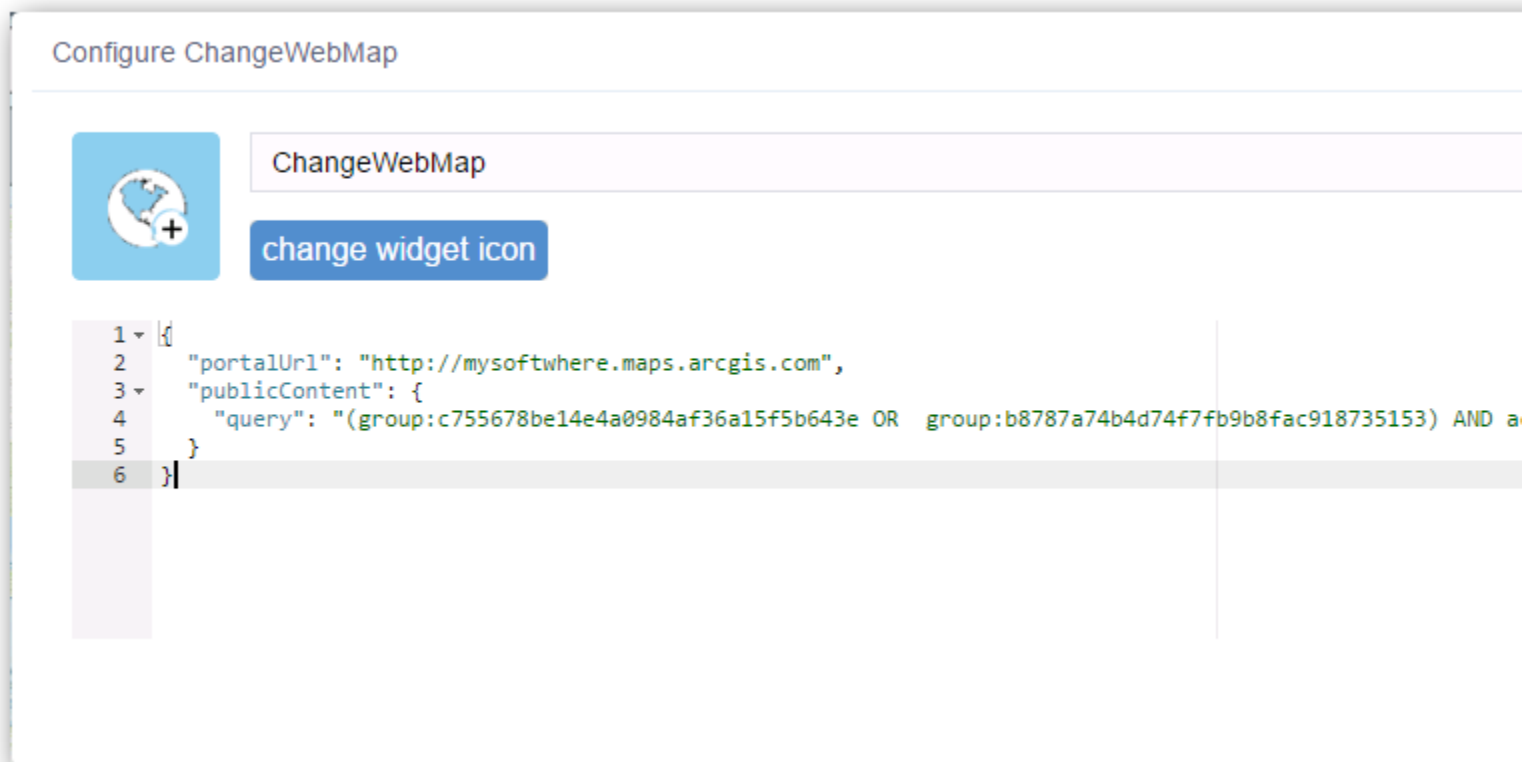 Configure ChangeWebMap
ChangeWebMap
change widget icon
1 {
2 "portalUrl": "http://mysoftwhere.maps.arcgis.com",
3 "publicContent": {
4 "query": "(group:c755678be14e4a0984af36a15f5b643e OR  group:b8787a74b4d74f7fb9b8fac918735153) AND
5 }
6 }